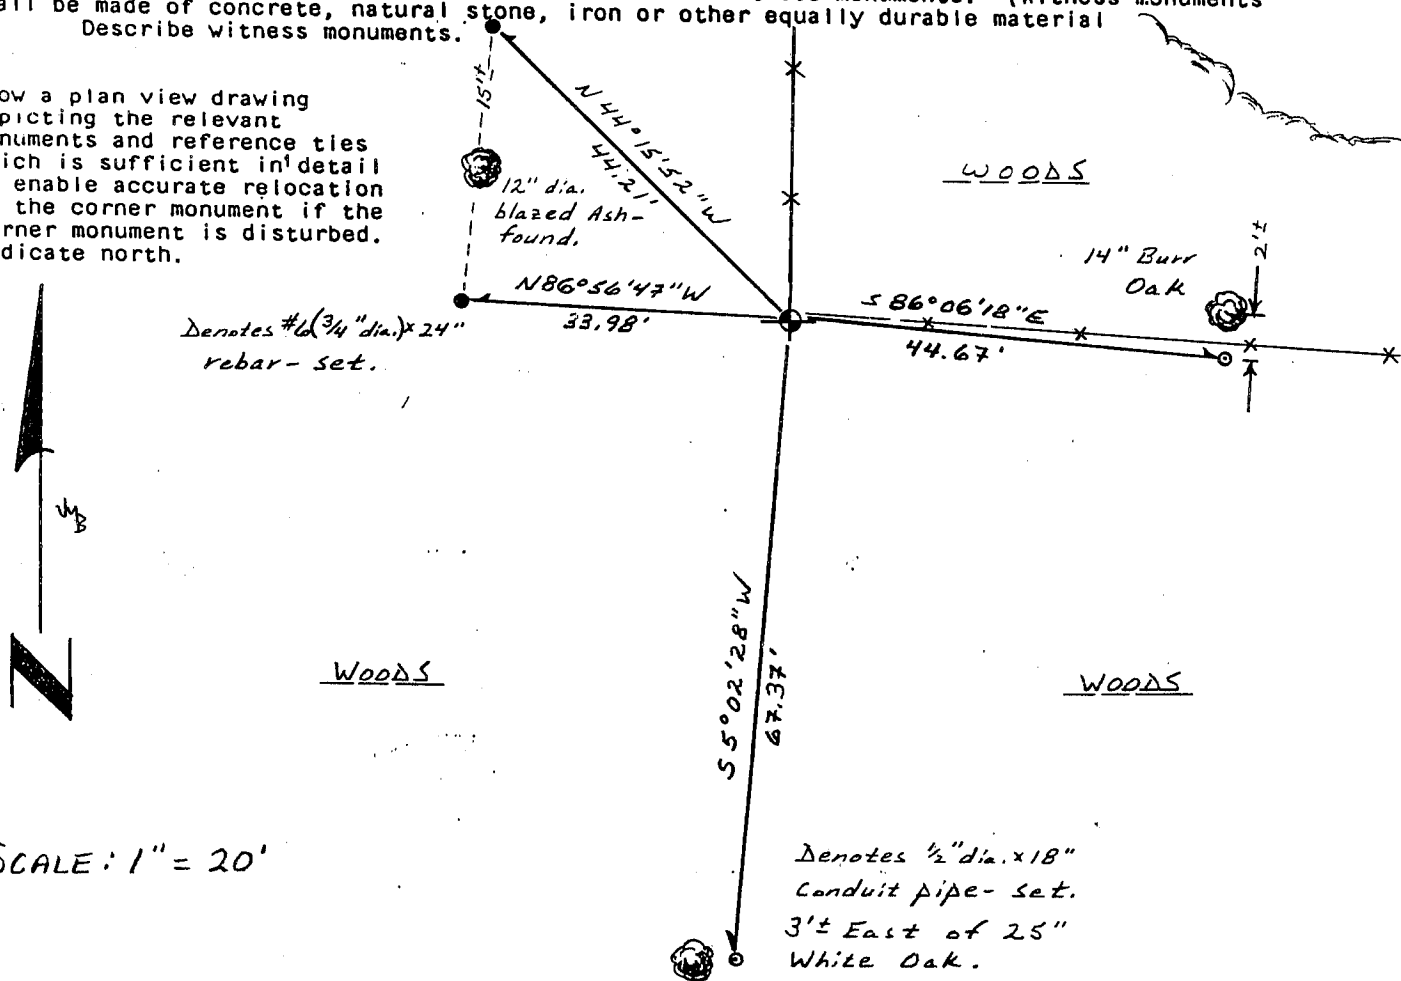 all be made of concrete, natural stone, iron or other equally durable material
Describe witness monuments.
ow a plan view drawing
picting the relevant
numents and reference ties
ich is sufficient in detail
enable accurate relocation
the corner monument if the
rner monument is disturbed.
dicate north.
15'±
N 44°15'52" W
44.21'
12" dia.
blazed Ash-
found.
WOODS
14" Burr
Oak
2'±
N86°56'47"W
33.98'
S 86°06'18"E
44.67'
Denotes #6(3/4"dia.)x 24"
rebar- set.
S 5°02'28" W
67.37'
N
WOODS
WOODS
SCALE: 1" = 20'
Denotes 1/2" dia. x 18"
Conduit pipe- set.
3'± East of 25"
White Oak.